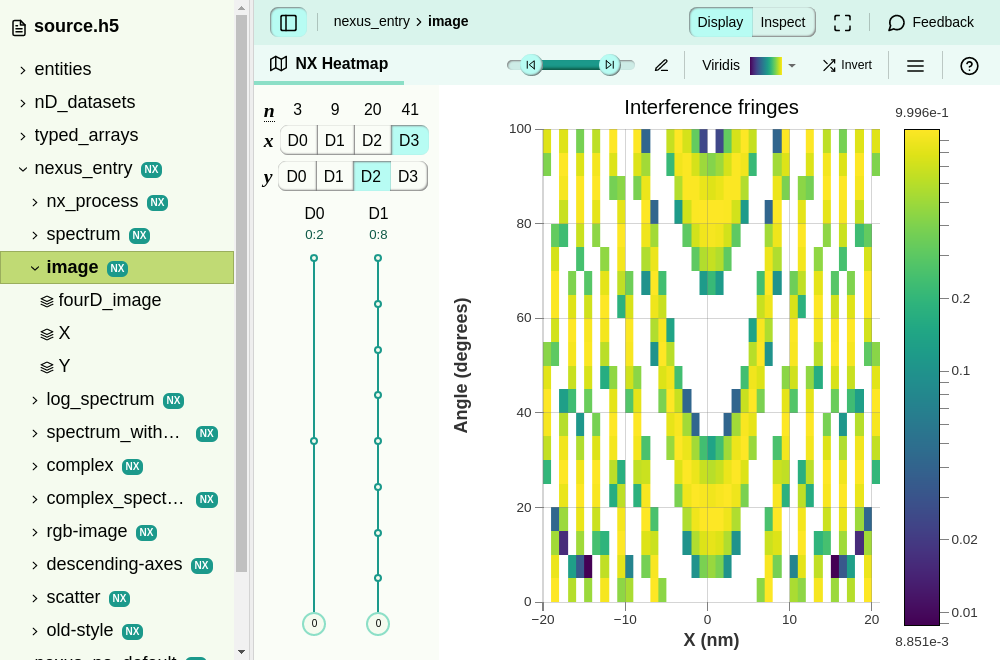 source.h5
entities
nD_datasets
typed_arrays
nexus_entry NX
nx_process NX
spectrum NX
image NX
fourD_image
X
Y
log_spectrum NX
spectrum_with… NX
complex NX
complex_spect… NX
rgb-image NX
descending-axes NX
scatter NX
old-style NX
nexus_entry › image
Display Inspect
Feedback
NX Heatmap
Viridis
Invert
n 3 9 20 41
x D0 D1 D2 D3
y D0 D1 D2 D3
D0 D1
0:2 0:8
0 0
Interference fringes
Angle (degrees)
100
80
60
40
20
0
−20 −10 0 10 20
X (nm)
9.996e-1
0.2
0.1
0.02
0.01
8.851e-3